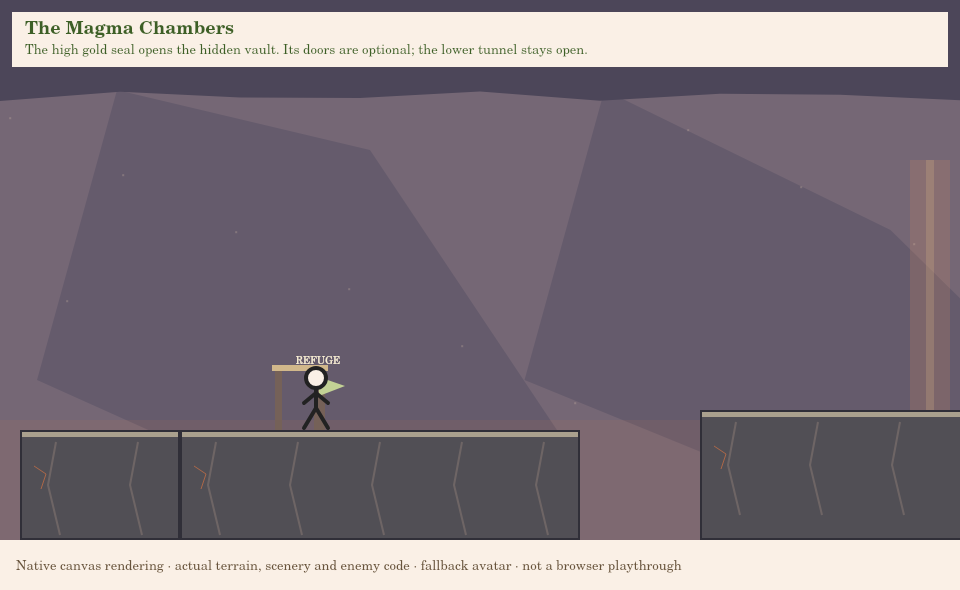 The Magma Chambers
The high gold seal opens the hidden vault. Its doors are optional; the lower tunnel stays open.
REFUGE
Native canvas rendering · actual terrain, scenery and enemy code · fallback avatar · not a browser playthrough